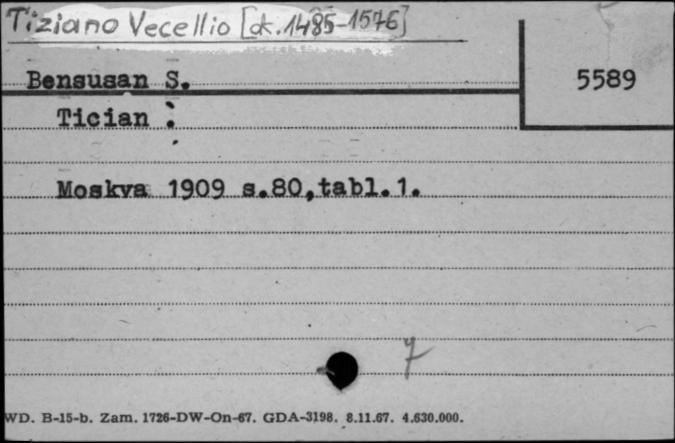 Tiziano Vecellio [ok. 1485-1576]
Bensusan S.
5589
Tician :
Moskva 1909 s.80,tabl.1.
7
WD. B-15-b. Zam. 1726-DW-On-67. GDA-3198. 8.11.67. 4.630.000.